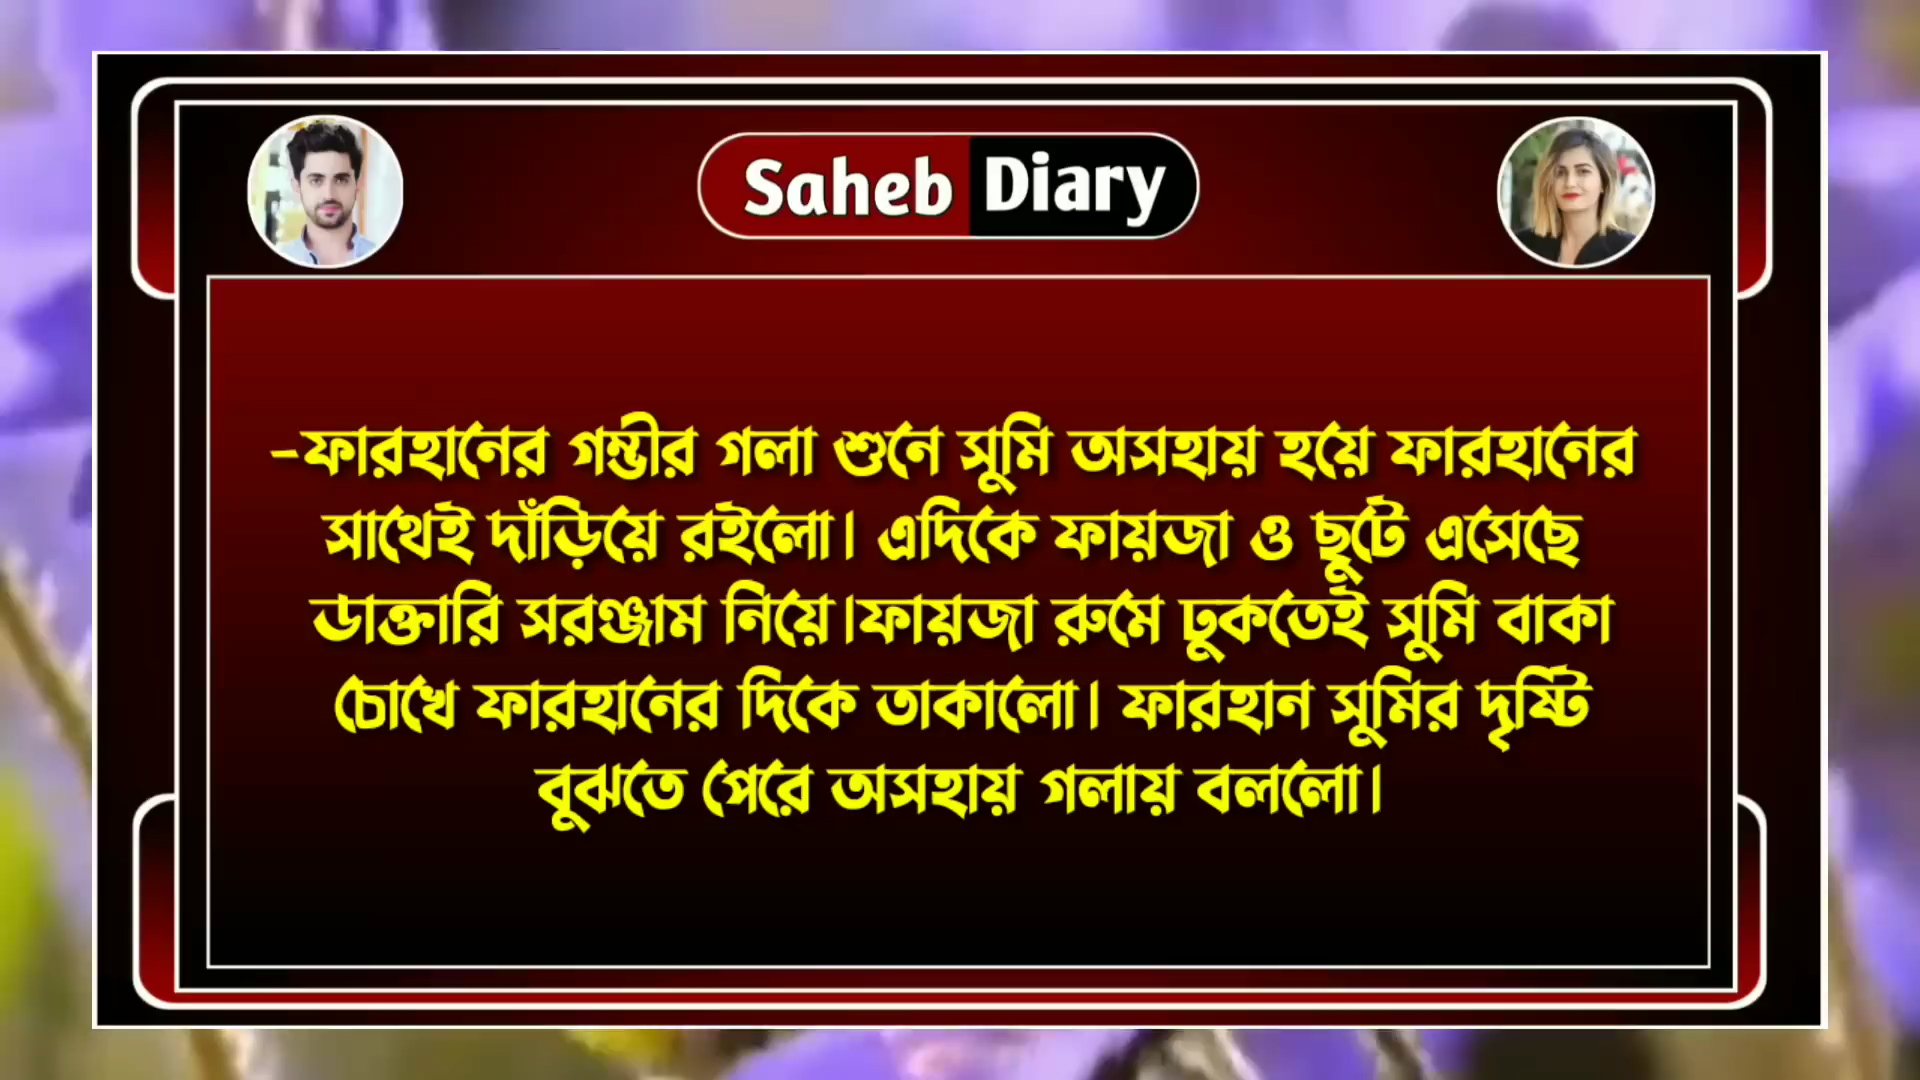 Saheb Diary
-ফারহানের গম্ভীর গলা শুনে সুমি অসহায় হয়ে ফারহানের
সাথেই দাঁড়িয়ে রইলো। এদিকে ফায়জা ও ছুটে এসেছে
ডাক্তারি সরঞ্জাম নিয়ে।ফায়জা রুমে ঢুকতেই সুমি বাকা
চোখে ফারহানের দিকে তাকালো। ফারহান সুমির দৃষ্টি
বুঝতে পেরে অসহায় গলায় বললো।